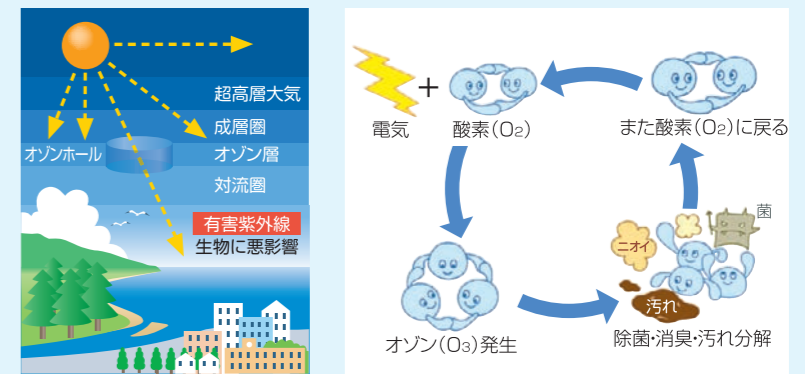 超高層大気
成層圏
オゾンホール
オゾン層
対流圏
有害紫外線
生物に悪影響
+
電気
酸素(O₂)
また酸素(O₂)に戻る
オゾン(O₃)発生
菌
ニオイ
汚れ
除菌・消臭・汚れ分解